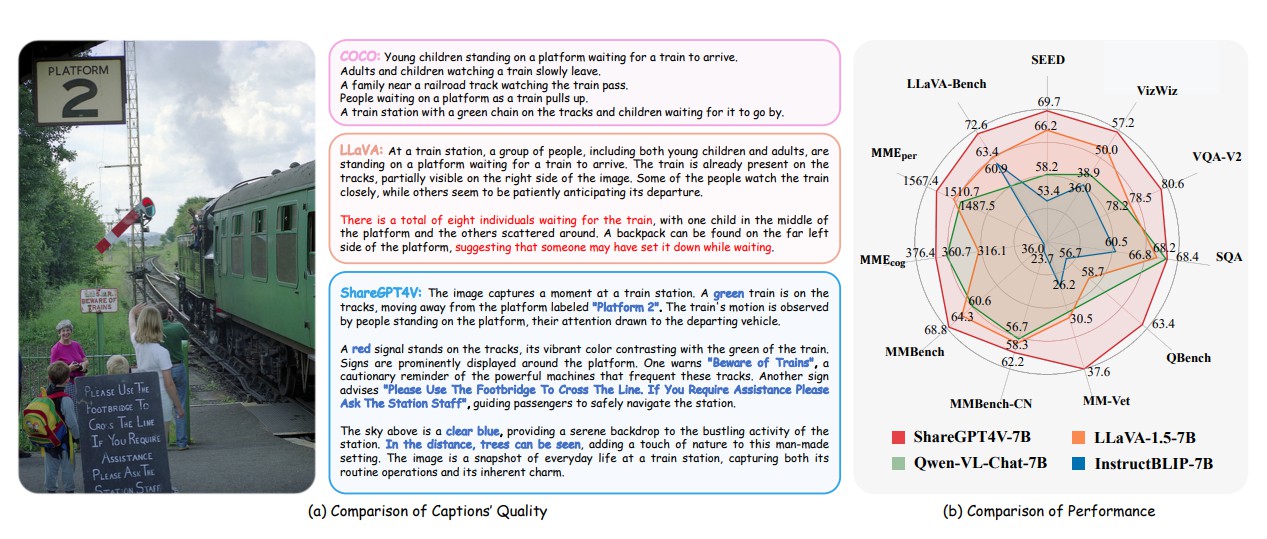 PLATFORM
2
BEWARE OF
TRAINS
PLEASE USE THE
FOOTBRIDGE TO
CROSS THE LINE
IF YOU REQUIRE
ASSISTANCE
PLEASE ASK THE
STATION STAFF
COCO: Young children standing on a platform waiting for a train to arrive.
Adults and children watching a train slowly leave.
A family near a railroad track watching the train pass.
People waiting on a platform as a train pulls up.
A train station with a green chain on the tracks and children waiting for it to go by.
LLaVA: At a train station, a group of people, including both young children and adults, are
standing on a platform waiting for a train to arrive. The train is already present on the
tracks, partially visible on the right side of the image. Some of the people watch the train
closely, while others seem to be patiently anticipating its departure.
There is a total of eight individuals waiting for the train, with one child in the middle of
the platform and the others scattered around. A backpack can be found on the far left
side of the platform, suggesting that someone may have set it down while waiting.
ShareGPT4V: The image captures a moment at a train station. A green train is on the
tracks, moving away from the platform labeled "Platform 2". The train's motion is observed
by people standing on the platform, their attention drawn to the departing vehicle.
A red signal stands on the tracks, its vibrant color contrasting with the green of the train.
Signs are prominently displayed around the platform. One warns "Beware of Trains", a
cautionary reminder of the powerful machines that frequent these tracks. Another sign
advises "Please Use The Footbridge To Cross The Line. If You Require Assistance Please
Ask The Station Staff", guiding passengers to safely navigate the station.
The sky above is a clear blue, providing a serene backdrop to the bustling activity of the
station. In the distance, trees can be seen, adding a touch of nature to this man-made
setting. The image is a snapshot of everyday life at a train station, capturing both its
routine operations and its inherent charm.
(a) Comparison of Captions' Quality
SEED
69.7
66.2
58.2
53.4
VizWiz
57.2
50.0
38.9
36.0
VQA-V2
80.6
78.5
78.2
60.5
SQA
68.4
68.2
66.8
QBench
63.4
58.7
56.7
MM-Vet
37.6
30.5
26.2
MMBench-CN
62.2
58.3
56.7
23.7
MMBench
68.8
64.3
60.6
36.0
MMEcog
376.4
360.7
316.1
MMEper
1567.4
1510.7
1487.5
LLaVA-Bench
72.6
63.4
60.9
ShareGPT4V-7B
LLaVA-1.5-7B
Qwen-VL-Chat-7B
InstructBLIP-7B
(b) Comparison of Performance